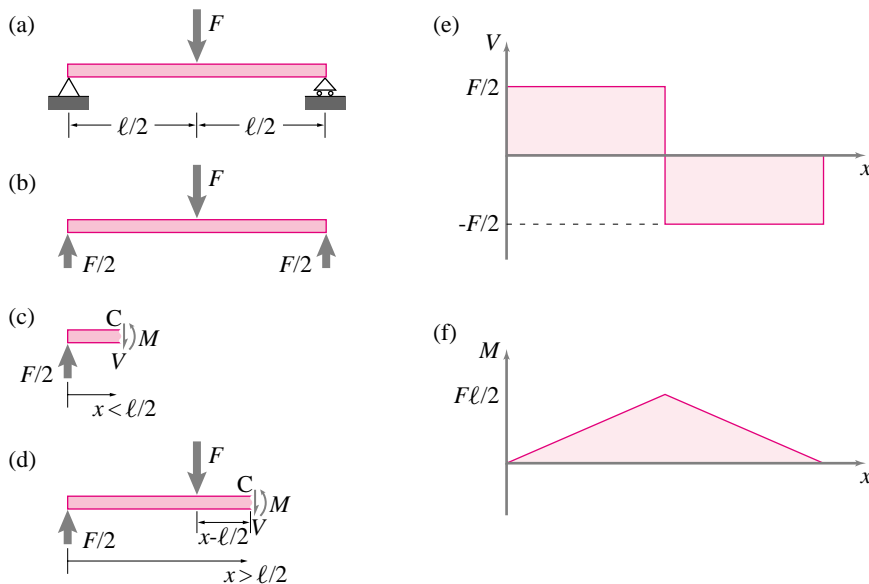 (a)
F
ℓ/2
ℓ/2
(b)
F
F/2
F/2
(c)
C
M
V
F/2
x < ℓ/2
(d)
F
C
M
V
F/2
x-ℓ/2
x > ℓ/2
(e)
V
F/2
x
-F/2
(f)
M
Fℓ/2
x